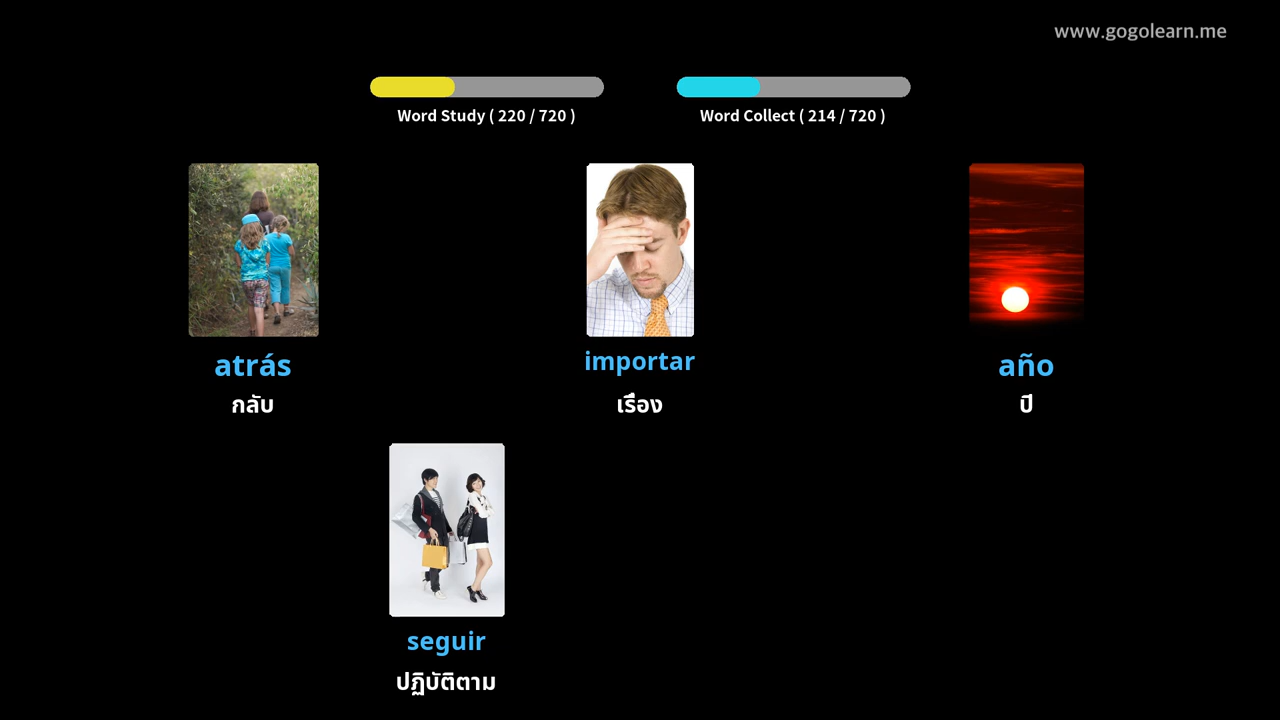 www.gogolearn.me
Word Study ( 220 / 720 )
Word Collect ( 214 / 720 )
atrás
importar
año
กลับ
เรื่อง
ปี
seguir
ปฏิบัติตาม